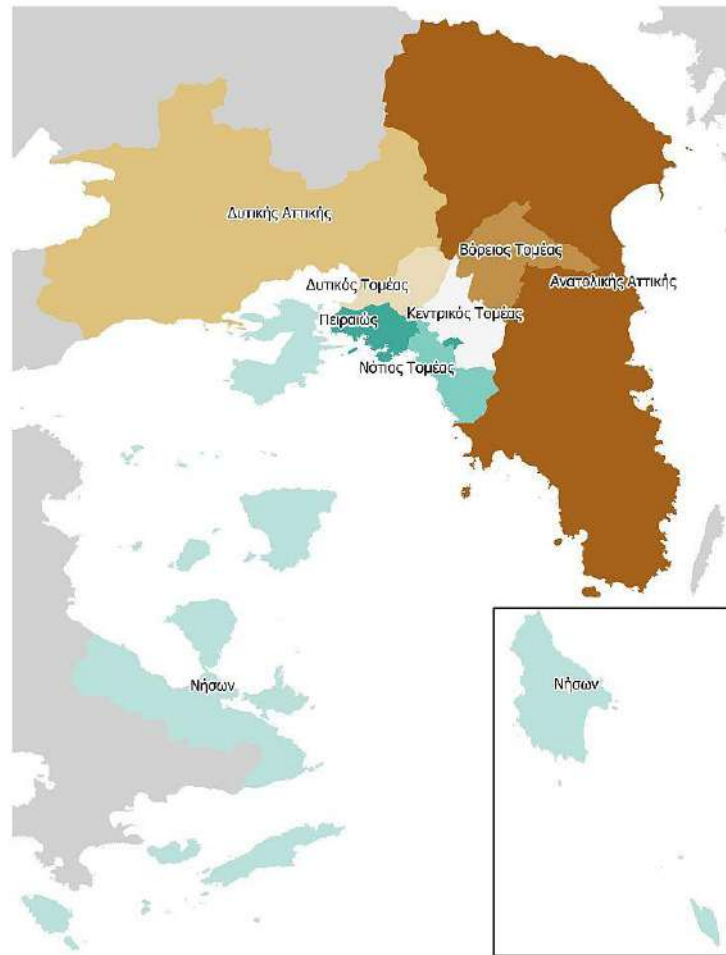 Δυτικής Αττικής
Βόρειος Τομέας
Ανατολικής Αττικής
Δυτικός Τομέας
Κεντρικός Τομέας
Πειραιώς
Νότιος Τομέας
Νήσων
Νήσων